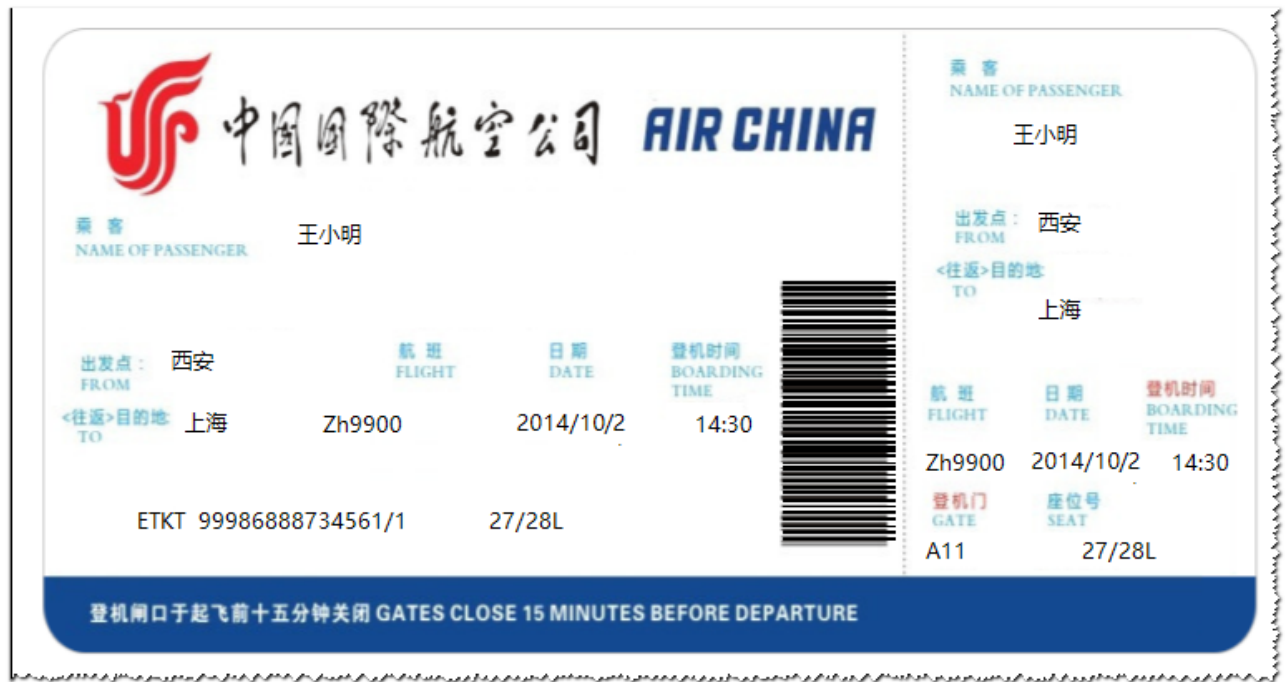 中国国際航空公司 AIR CHINA
乘 客
NAME OF PASSENGER
王小明
出发点：
FROM
西安
<往返>目的地:
TO
上海
航 班
FLIGHT
Zh9900
日 期
DATE
2014/10/2
登机时间
BOARDING
TIME
14:30
ETKT 99986888734561/1
27/28L
乘 客
NAME OF PASSENGER
王小明
出发点：
FROM
西安
<往返>目的地:
TO
上海
航 班
FLIGHT
Zh9900
日 期
DATE
2014/10/2
登机时间
BOARDING
TIME
14:30
登机门
GATE
A11
座位号
SEAT
27/28L
登机闸口于起飞前十五分钟关闭 GATES CLOSE 15 MINUTES BEFORE DEPARTURE